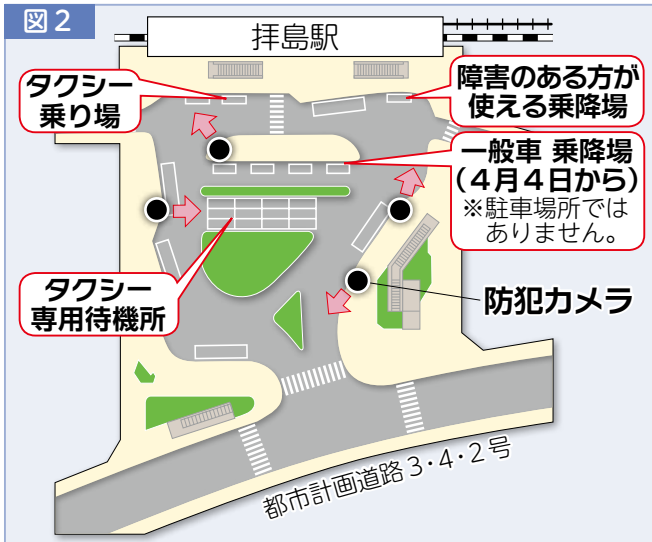 図2
拝島駅
タクシー
乗り場
障害のある方が
使える乗降場
一般車 乗降場
(4月4日から)
※駐車場所では
ありません。
タクシー
専用待機所
防犯カメラ
都市計画道路3・4・2号